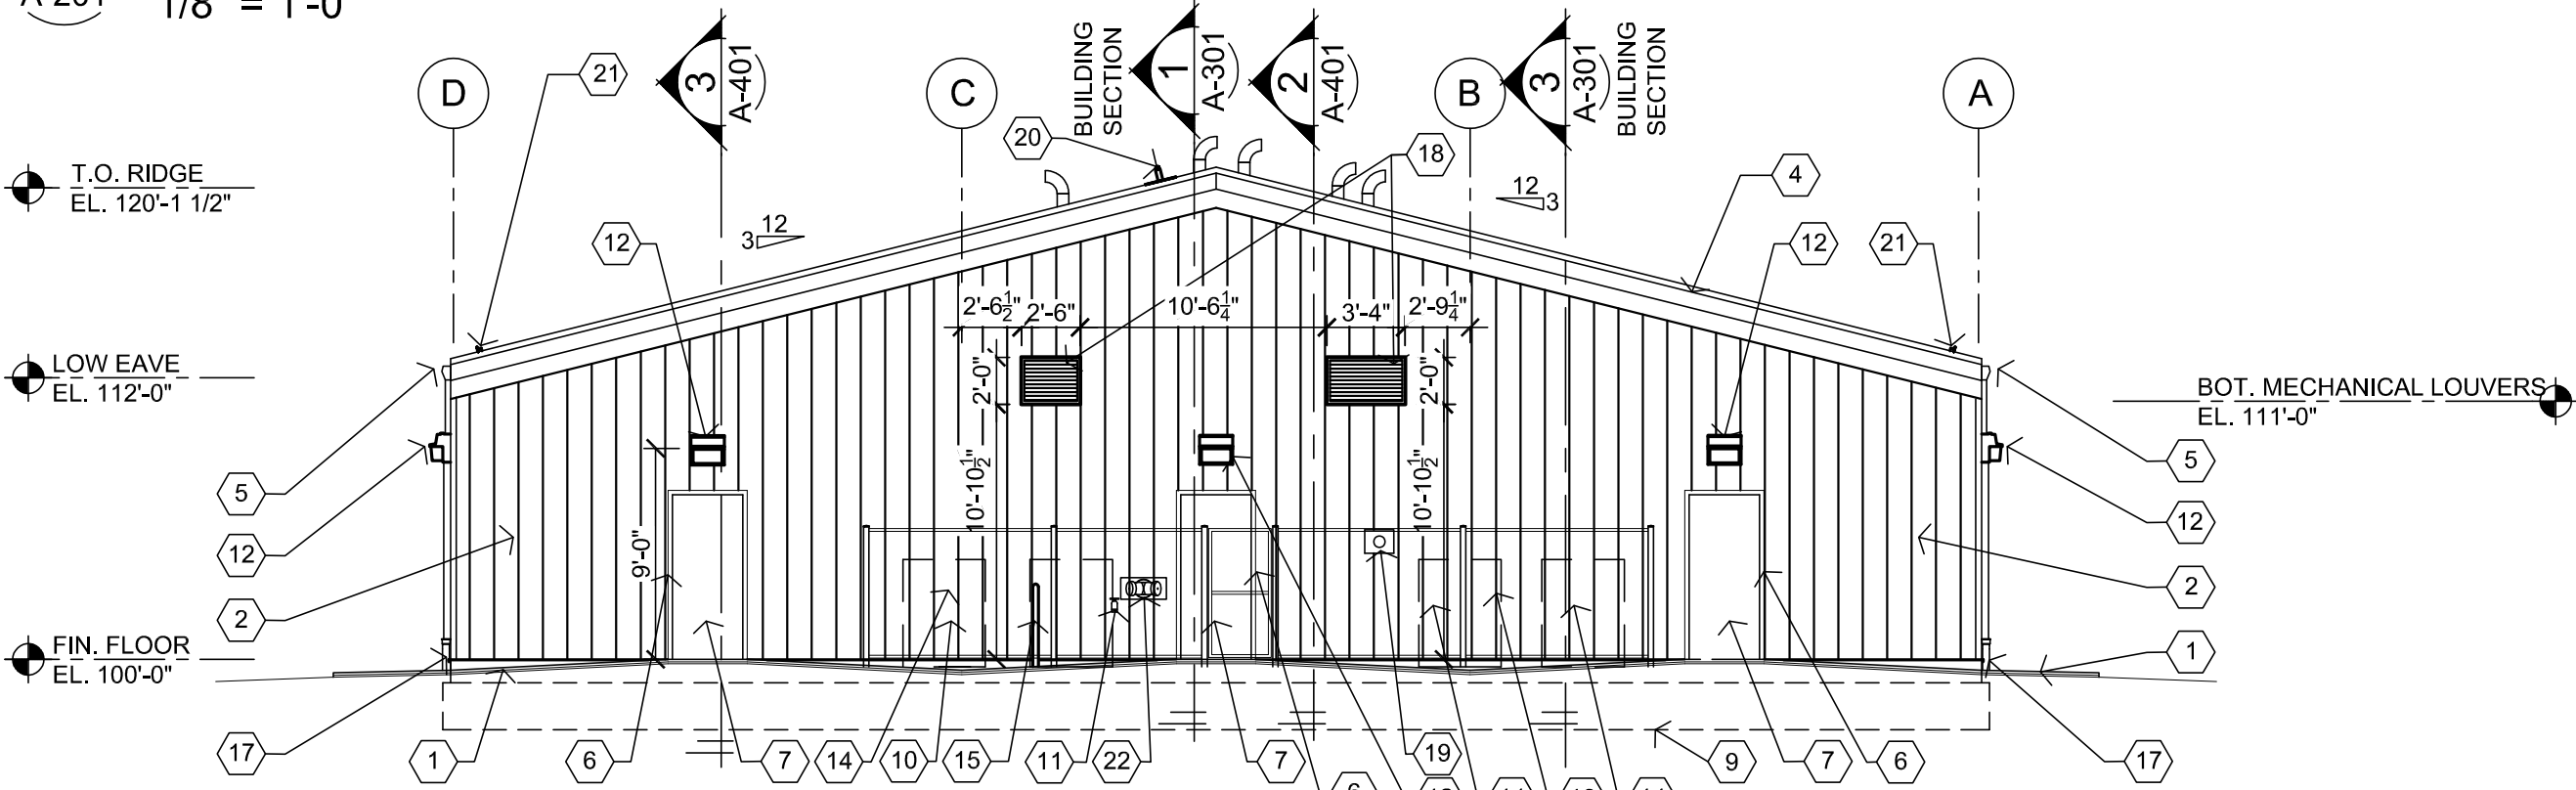 A-201
1/8" = 1'-0"
D
3
A-401
C
BUILDING
SECTION
1
A-301
2
A-401
B
3
A-301
BUILDING
SECTION
A
21
20
18
4
T.O. RIDGE
EL. 120'-1 1/2"
12
12
3
12
3
12
21
2'-6 1/2"
2'-6"
10'-6 1/4"
3'-4"
2'-9 1/4"
LOW EAVE
EL. 112'-0"
2'-0"
2'-0"
BOT. MECHANICAL LOUVERS
EL. 111'-0"
5
5
10'-10 1/2"
10'-10 1/2"
12
12
9'-0"
2
2
FIN. FLOOR
EL. 100'-0"
1
17
1
6
7
14
10
15
11
22
7
19
9
7
6
17
6